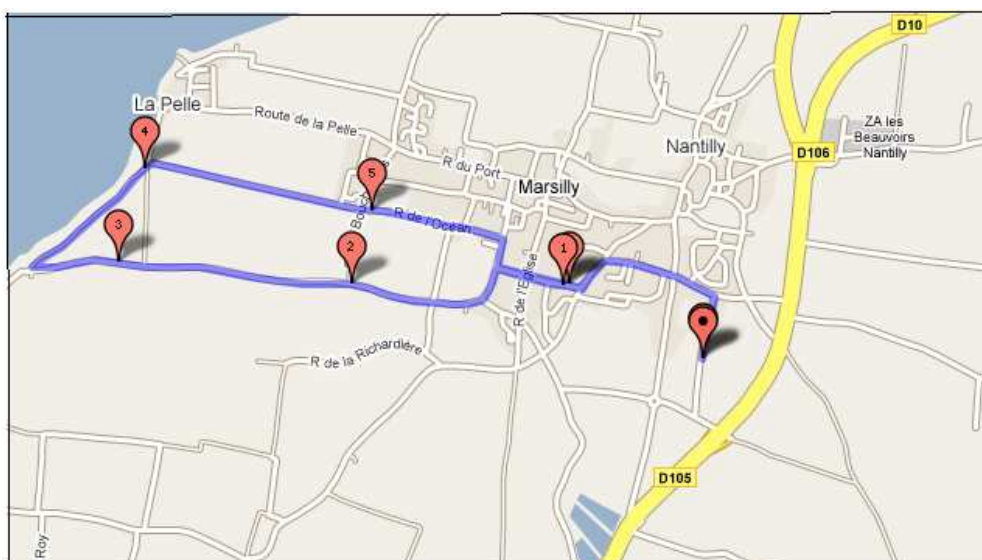 D10
La Pelle
ZA les
Beauvoirs
Nantilly
4
Route de la Pelle
Nantilly
D106
R du Port
Marsilly
5
R de l'Océan
3
2
1
R de l'Eglise
R de la Richardière
D105
Roy